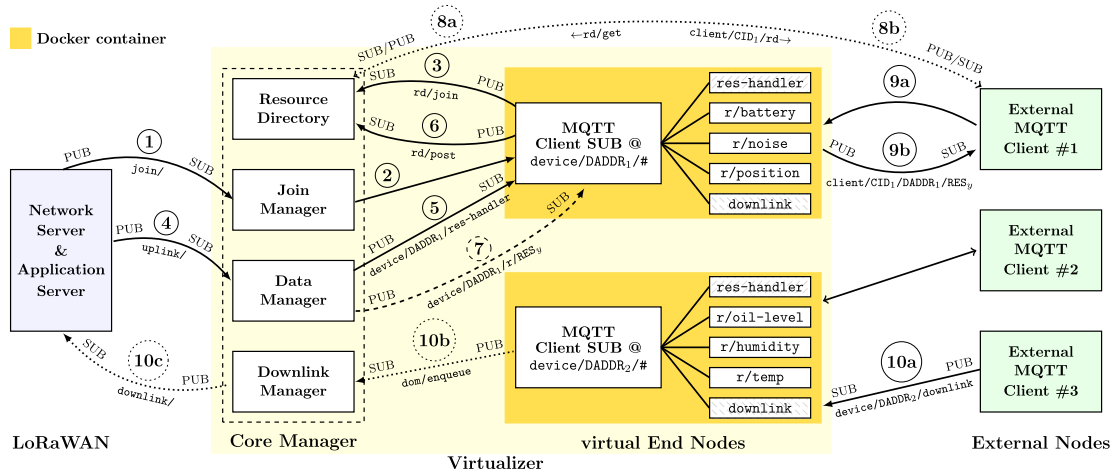 Docker container
8a
8b
SUB/PUB
←rd/get
client/CID₁/rd→
PUB/SUB
Resource
Directory
SUB
3
PUB
rd/join
SUB
6
PUB
rd/post
MQTT
Client SUB @
device/DADDR₁/#
res-handler
r/battery
r/noise
r/position
downlink
9a
PUB
9b
SUB
client/CID₁/DADDR₁/RESᵧ
External
MQTT
Client #1
PUB
1
SUB
join/
Join
Manager
2
Network
Server
&
Application
Server
PUB
4
SUB
uplink/
Data
Manager
PUB
5
SUB
device/DADDR₁/res-handler
PUB
7
SUB
device/DADDR₁/r/RESᵧ
External
MQTT
Client #2
MQTT
Client SUB @
device/DADDR₂/#
res-handler
r/oil-level
r/humidity
r/temp
downlink
SUB
10c
PUB
downlink/
Downlink
Manager
SUB
10b
PUB
dom/enqueue
SUB
10a
PUB
device/DADDR₂/downlink
External
MQTT
Client #3
LoRaWAN
Core Manager
virtual End Nodes
External Nodes
Virtualizer